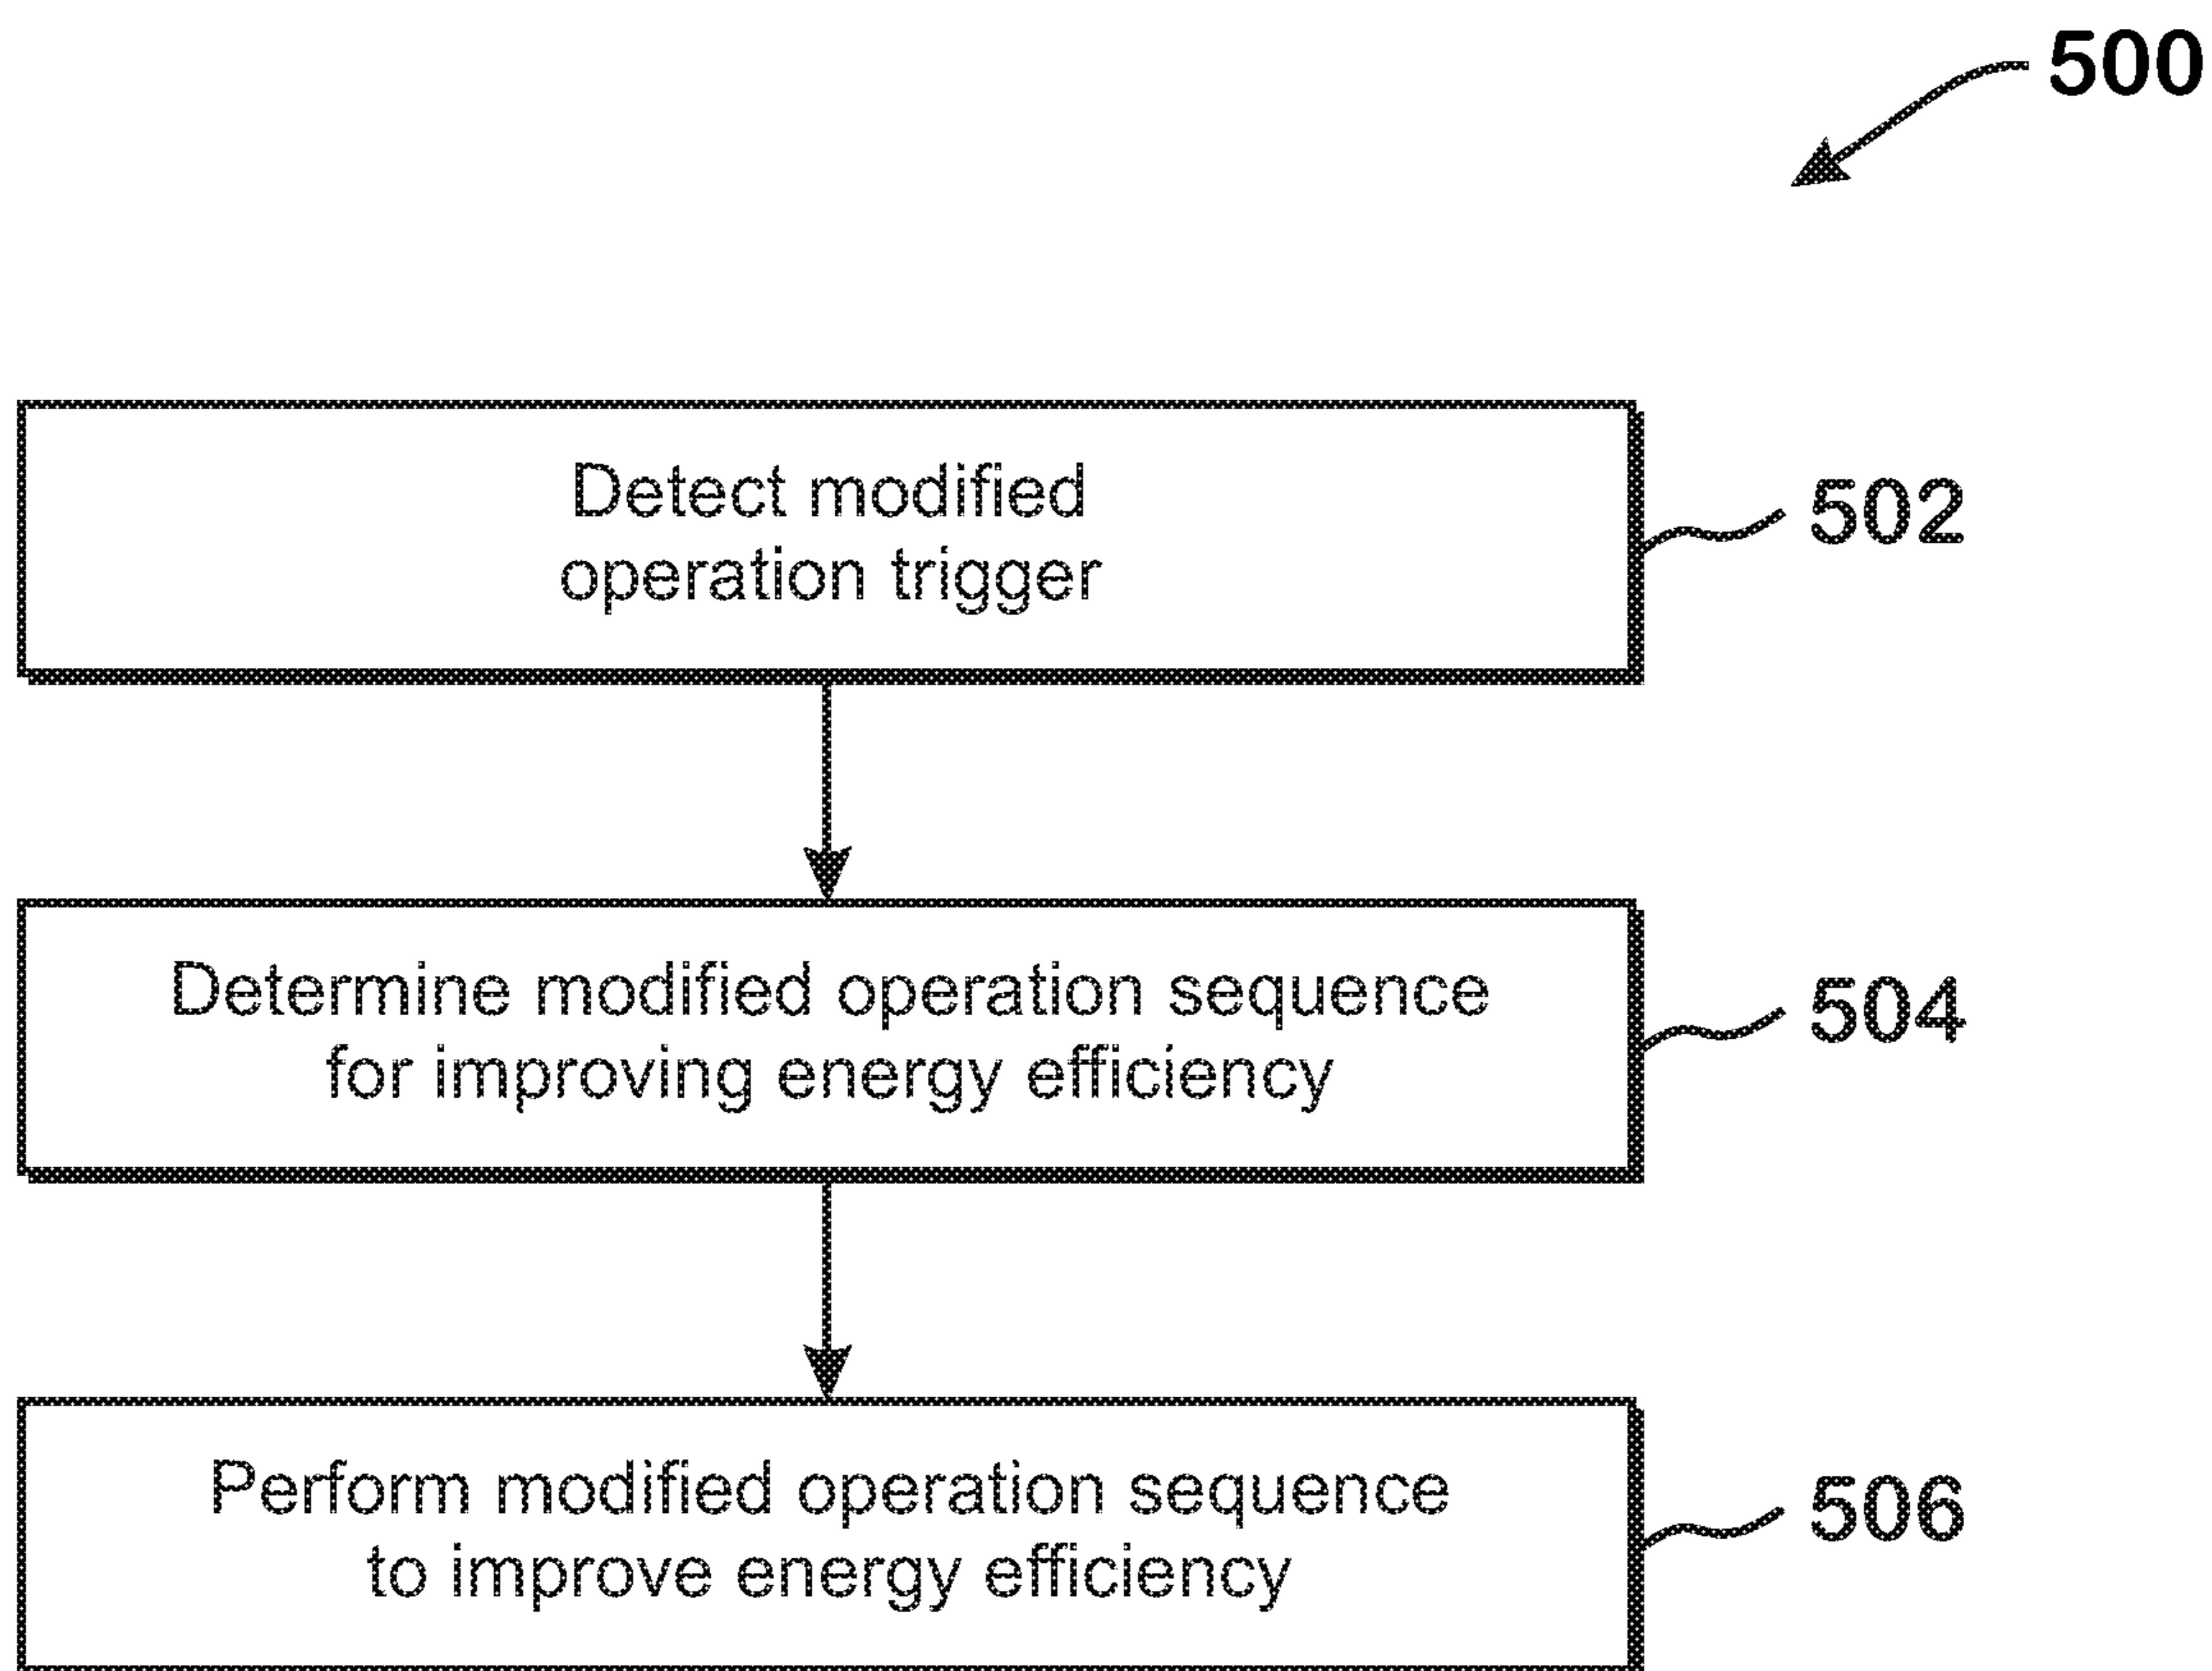 500
Detect modified
operation trigger
502
Determine modified operation sequence
for improving energy efficiency
504
Perform modified operation sequence
to improve energy efficiency
506